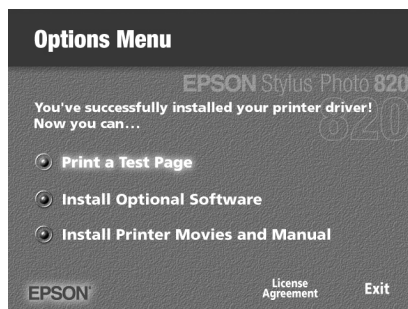 Options Menu
EPSON Stylus Photo 820
820
You've successfully installed your printer driver!
Now you can...
Print a Test Page
Install Optional Software
Install Printer Movies and Manual
EPSON
License
Agreement
Exit